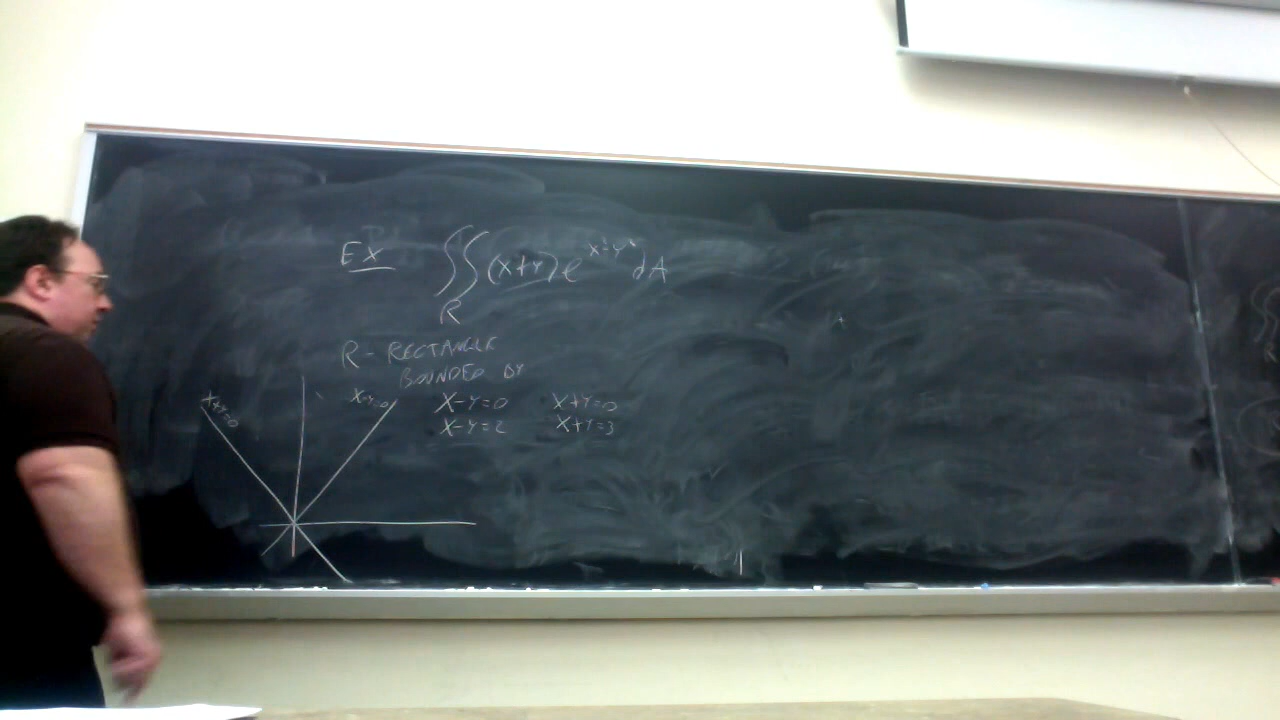 EX ∬ (x+y) e^{x²-y²} dA
R
R - RECTANGLE
BOUNDED BY
x-y=0 x+y=0
x-y=2 x+y=3
x+y=0
x-y=0